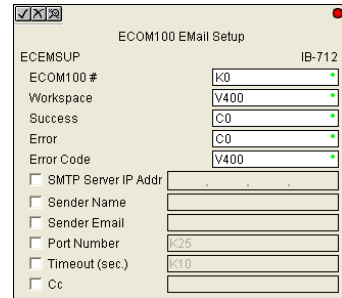 ECOM100 EMail Setup
ECEMSUP IB-712
ECOM100 # K0
Workspace V400
Success C0
Error C0
Error Code V400
SMTP Server IP Addr . . .
Sender Name
Sender Email
Port Number K25
Timeout (sec.) K10
Cc